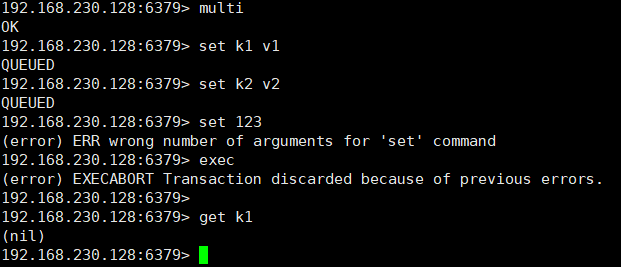 192.168.230.128:6379> multi
OK
192.168.230.128:6379> set k1 v1
QUEUED
192.168.230.128:6379> set k2 v2
QUEUED
192.168.230.128:6379> set 123
(error) ERR wrong number of arguments for 'set' command
192.168.230.128:6379> exec
(error) EXECABORT Transaction discarded because of previous errors.
192.168.230.128:6379>
192.168.230.128:6379> get k1
(nil)
192.168.230.128:6379>